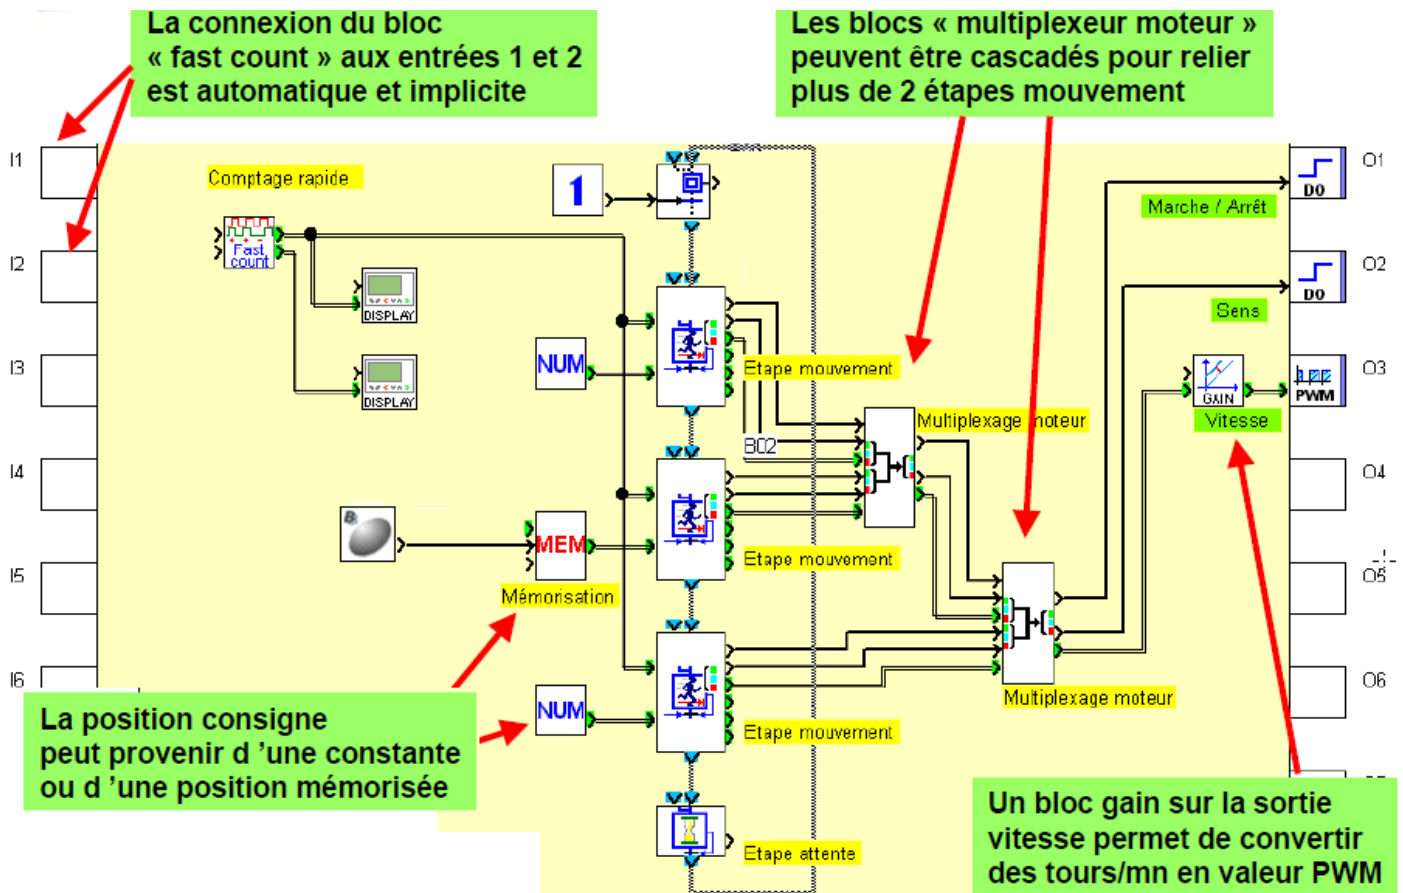 La connexion du bloc
« fast count » aux entrées 1 et 2
est automatique et implicite
Les blocs « multiplexeur moteur »
peuvent être cascadés pour relier
plus de 2 étapes mouvement
I1
I2
I3
I4
I5
I6
Comptage rapide
Fast
count
DISPLAY
DISPLAY
1
NUM
Etape mouvement
B02
B
MEM
Mémorisation
Etape mouvement
NUM
Etape mouvement
Etape attente
Multiplexage moteur
Multiplexage moteur
Marche / Arrêt
Sens
GAIN
Vitesse
DO
O1
DO
O2
PWM
O3
O4
O5
O6
La position consigne
peut provenir d ’une constante
ou d ’une position mémorisée
Un bloc gain sur la sortie
vitesse permet de convertir
des tours/mn en valeur PWM